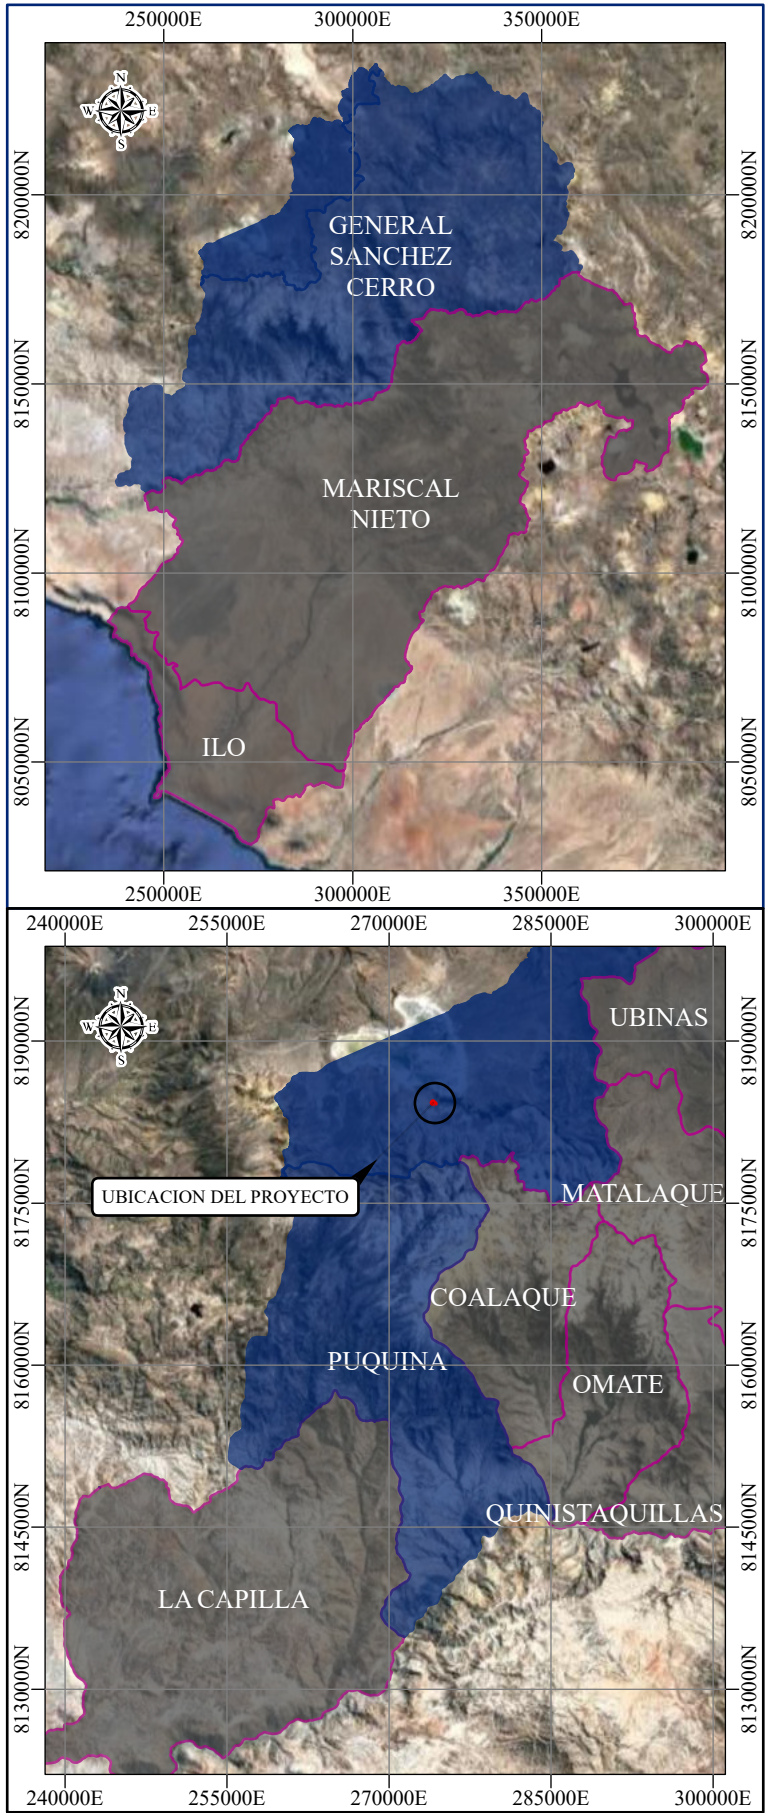 250000E 300000E 350000E
N
W E
S
8200000N 8200000N
GENERAL
SANCHEZ
CERRO
8150000N 8150000N
MARISCAL
NIETO
8100000N 8100000N
ILO
8050000N 8050000N
250000E 300000E 350000E
240000E 255000E 270000E 285000E 300000E
N
W E
S
UBINAS
8190000N 8190000N
MATALAQUE
UBICACION DEL PROYECTO
8175000N 8175000N
COALAQUE
PUQUINA
8160000N 8160000N
OMATE
QUINISTAQUILLAS
8145000N 8145000N
LA CAPILLA
8130000N 8130000N
240000E 255000E 270000E 285000E 300000E